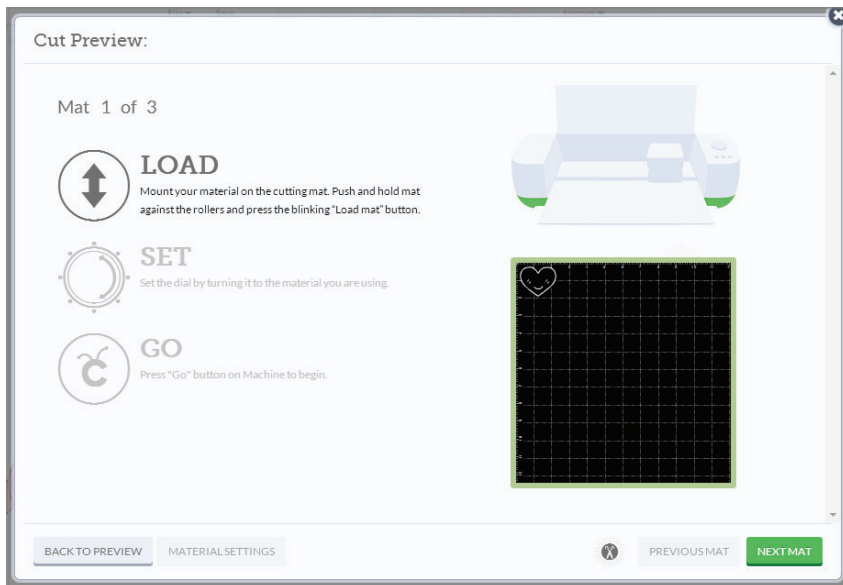 Cut Preview:
Mat 1 of 3
LOAD
Mount your material on the cutting mat. Push and hold mat
against the rollers and press the blinking "Load mat" button.
SET
Set the dial by turning it to the material you are using.
GO
Press "Go" button on Machine to begin.
BACK TO PREVIEW
MATERIAL SETTINGS
PREVIOUS MAT
NEXT MAT